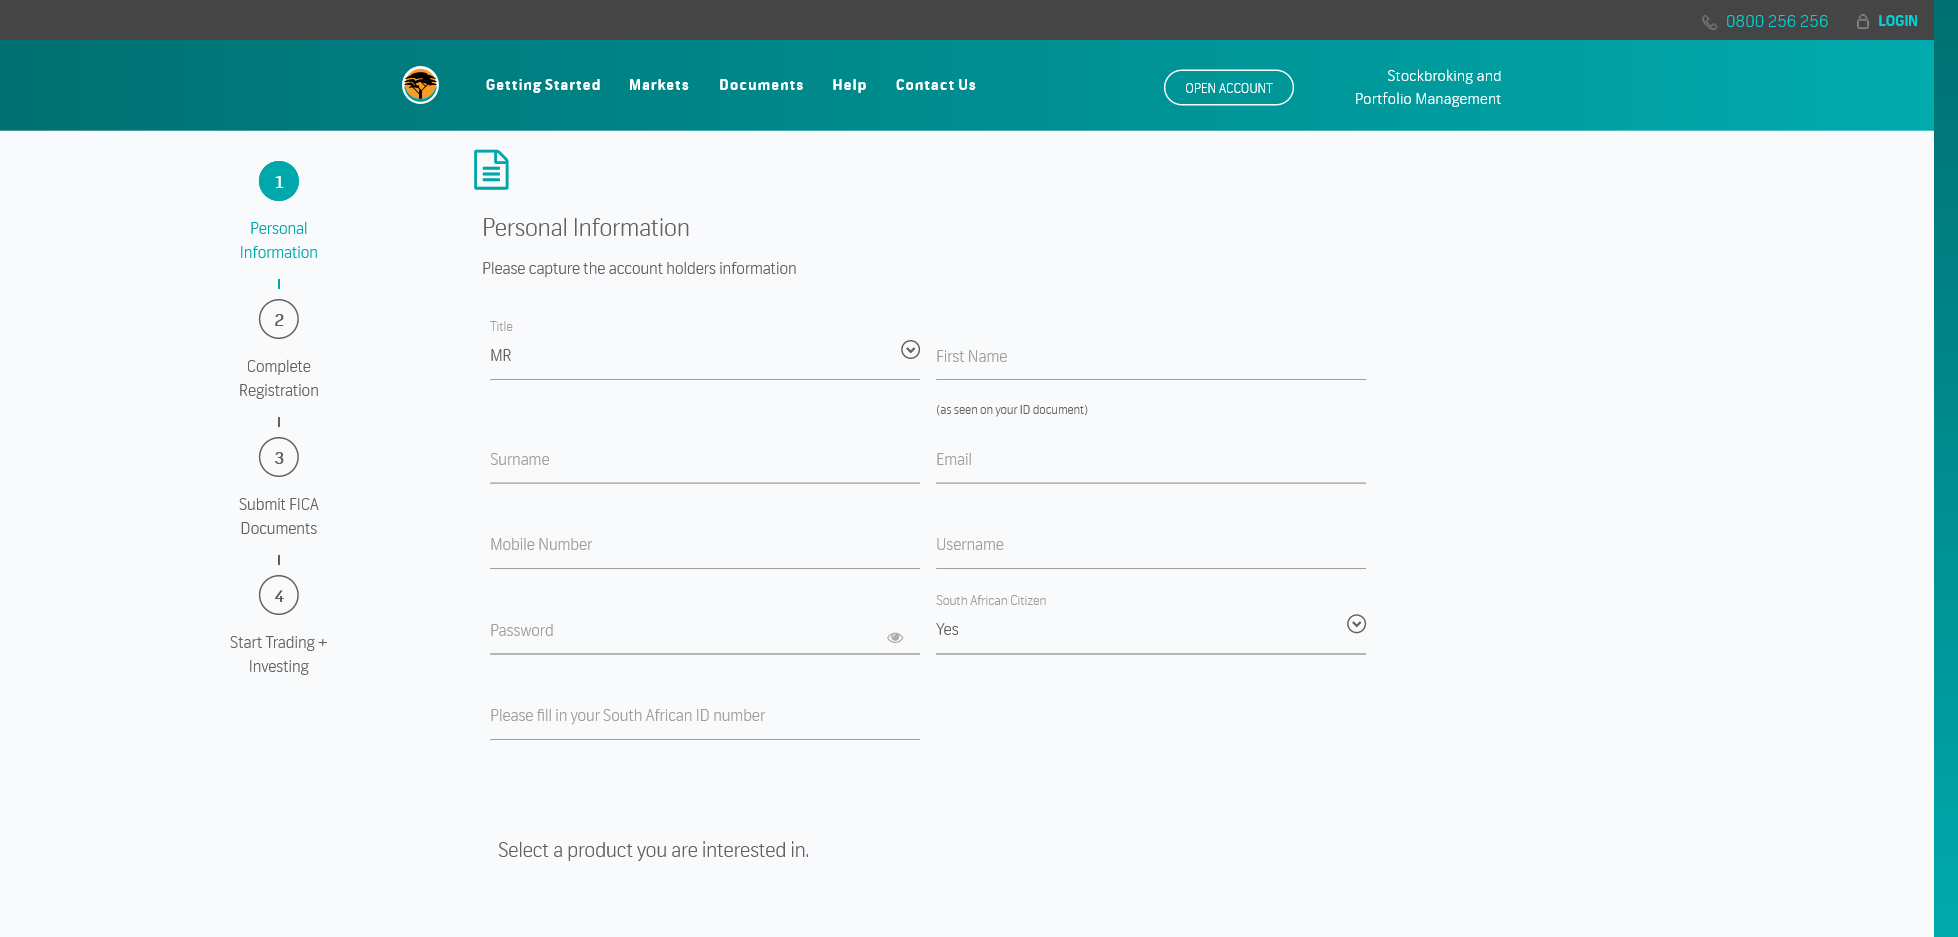 0800 256 256
LOGIN
Getting Started
Markets
Documents
Help
Contact Us
OPEN ACCOUNT
Stockbroking and
Portfolio Management
1
Personal
Information
2
Complete
Registration
3
Submit FICA
Documents
4
Start Trading +
Investing
Personal Information
Please capture the account holders information
Title
MR
First Name
(as seen on your ID document)
Surname
Email
Mobile Number
Username
Password
South African Citizen
Yes
Please fill in your South African ID number
Select a product you are interested in.